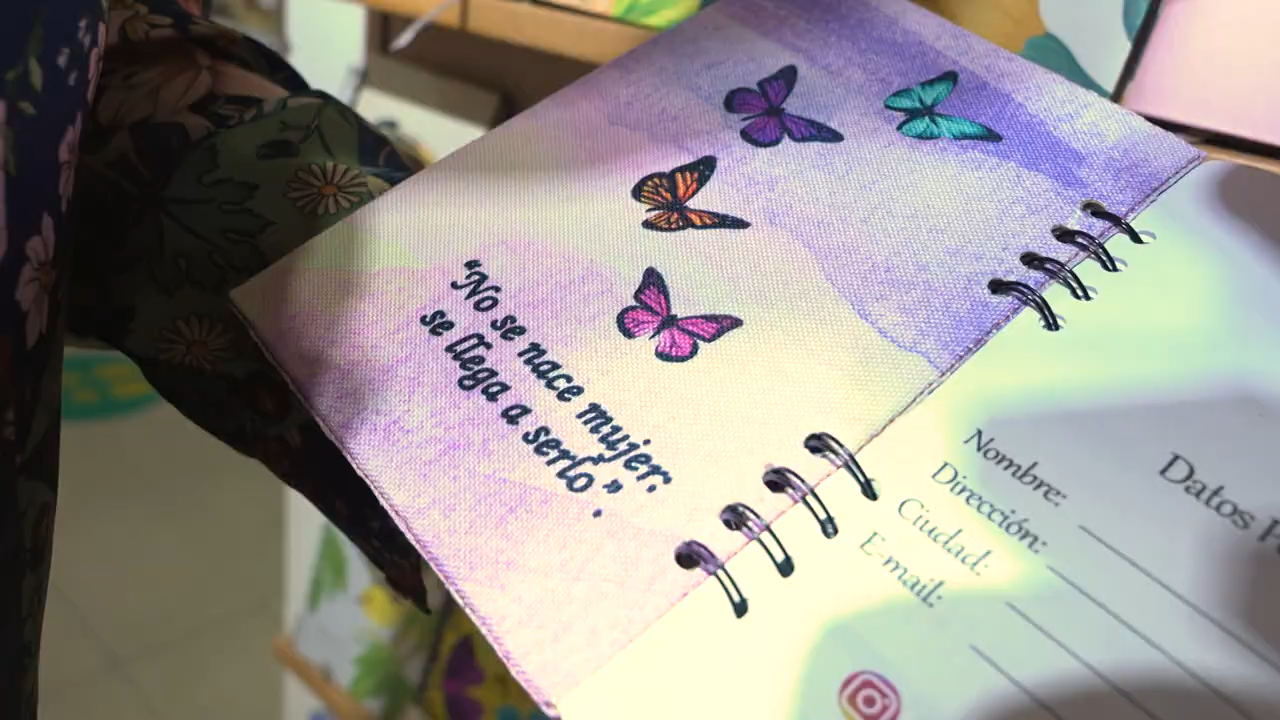 “No se nace mujer:
se llega a serlo”.
Datos
Nombre:
Dirección:
Ciudad:
E-mail: